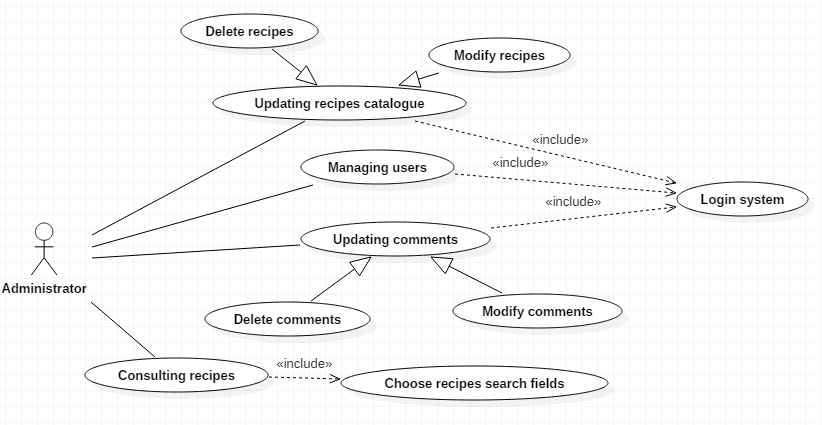 Delete recipes
Modify recipes
Updating recipes catalogue
«include»
Managing users
«include»
Login system
«include»
Updating comments
Administrator
Delete comments
Modify comments
«include»
Consulting recipes
Choose recipes search fields